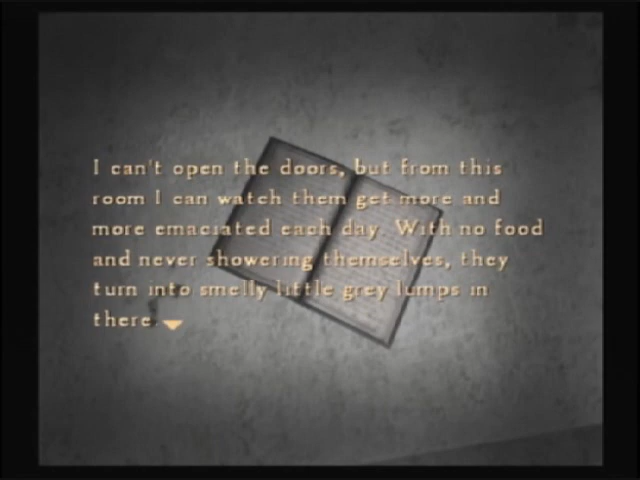 I can't open the doors, but from this
room I can watch them get more and
more emaciated each day. With no food
and never showering themselves, they
turn into smelly little grey lumps in
there.